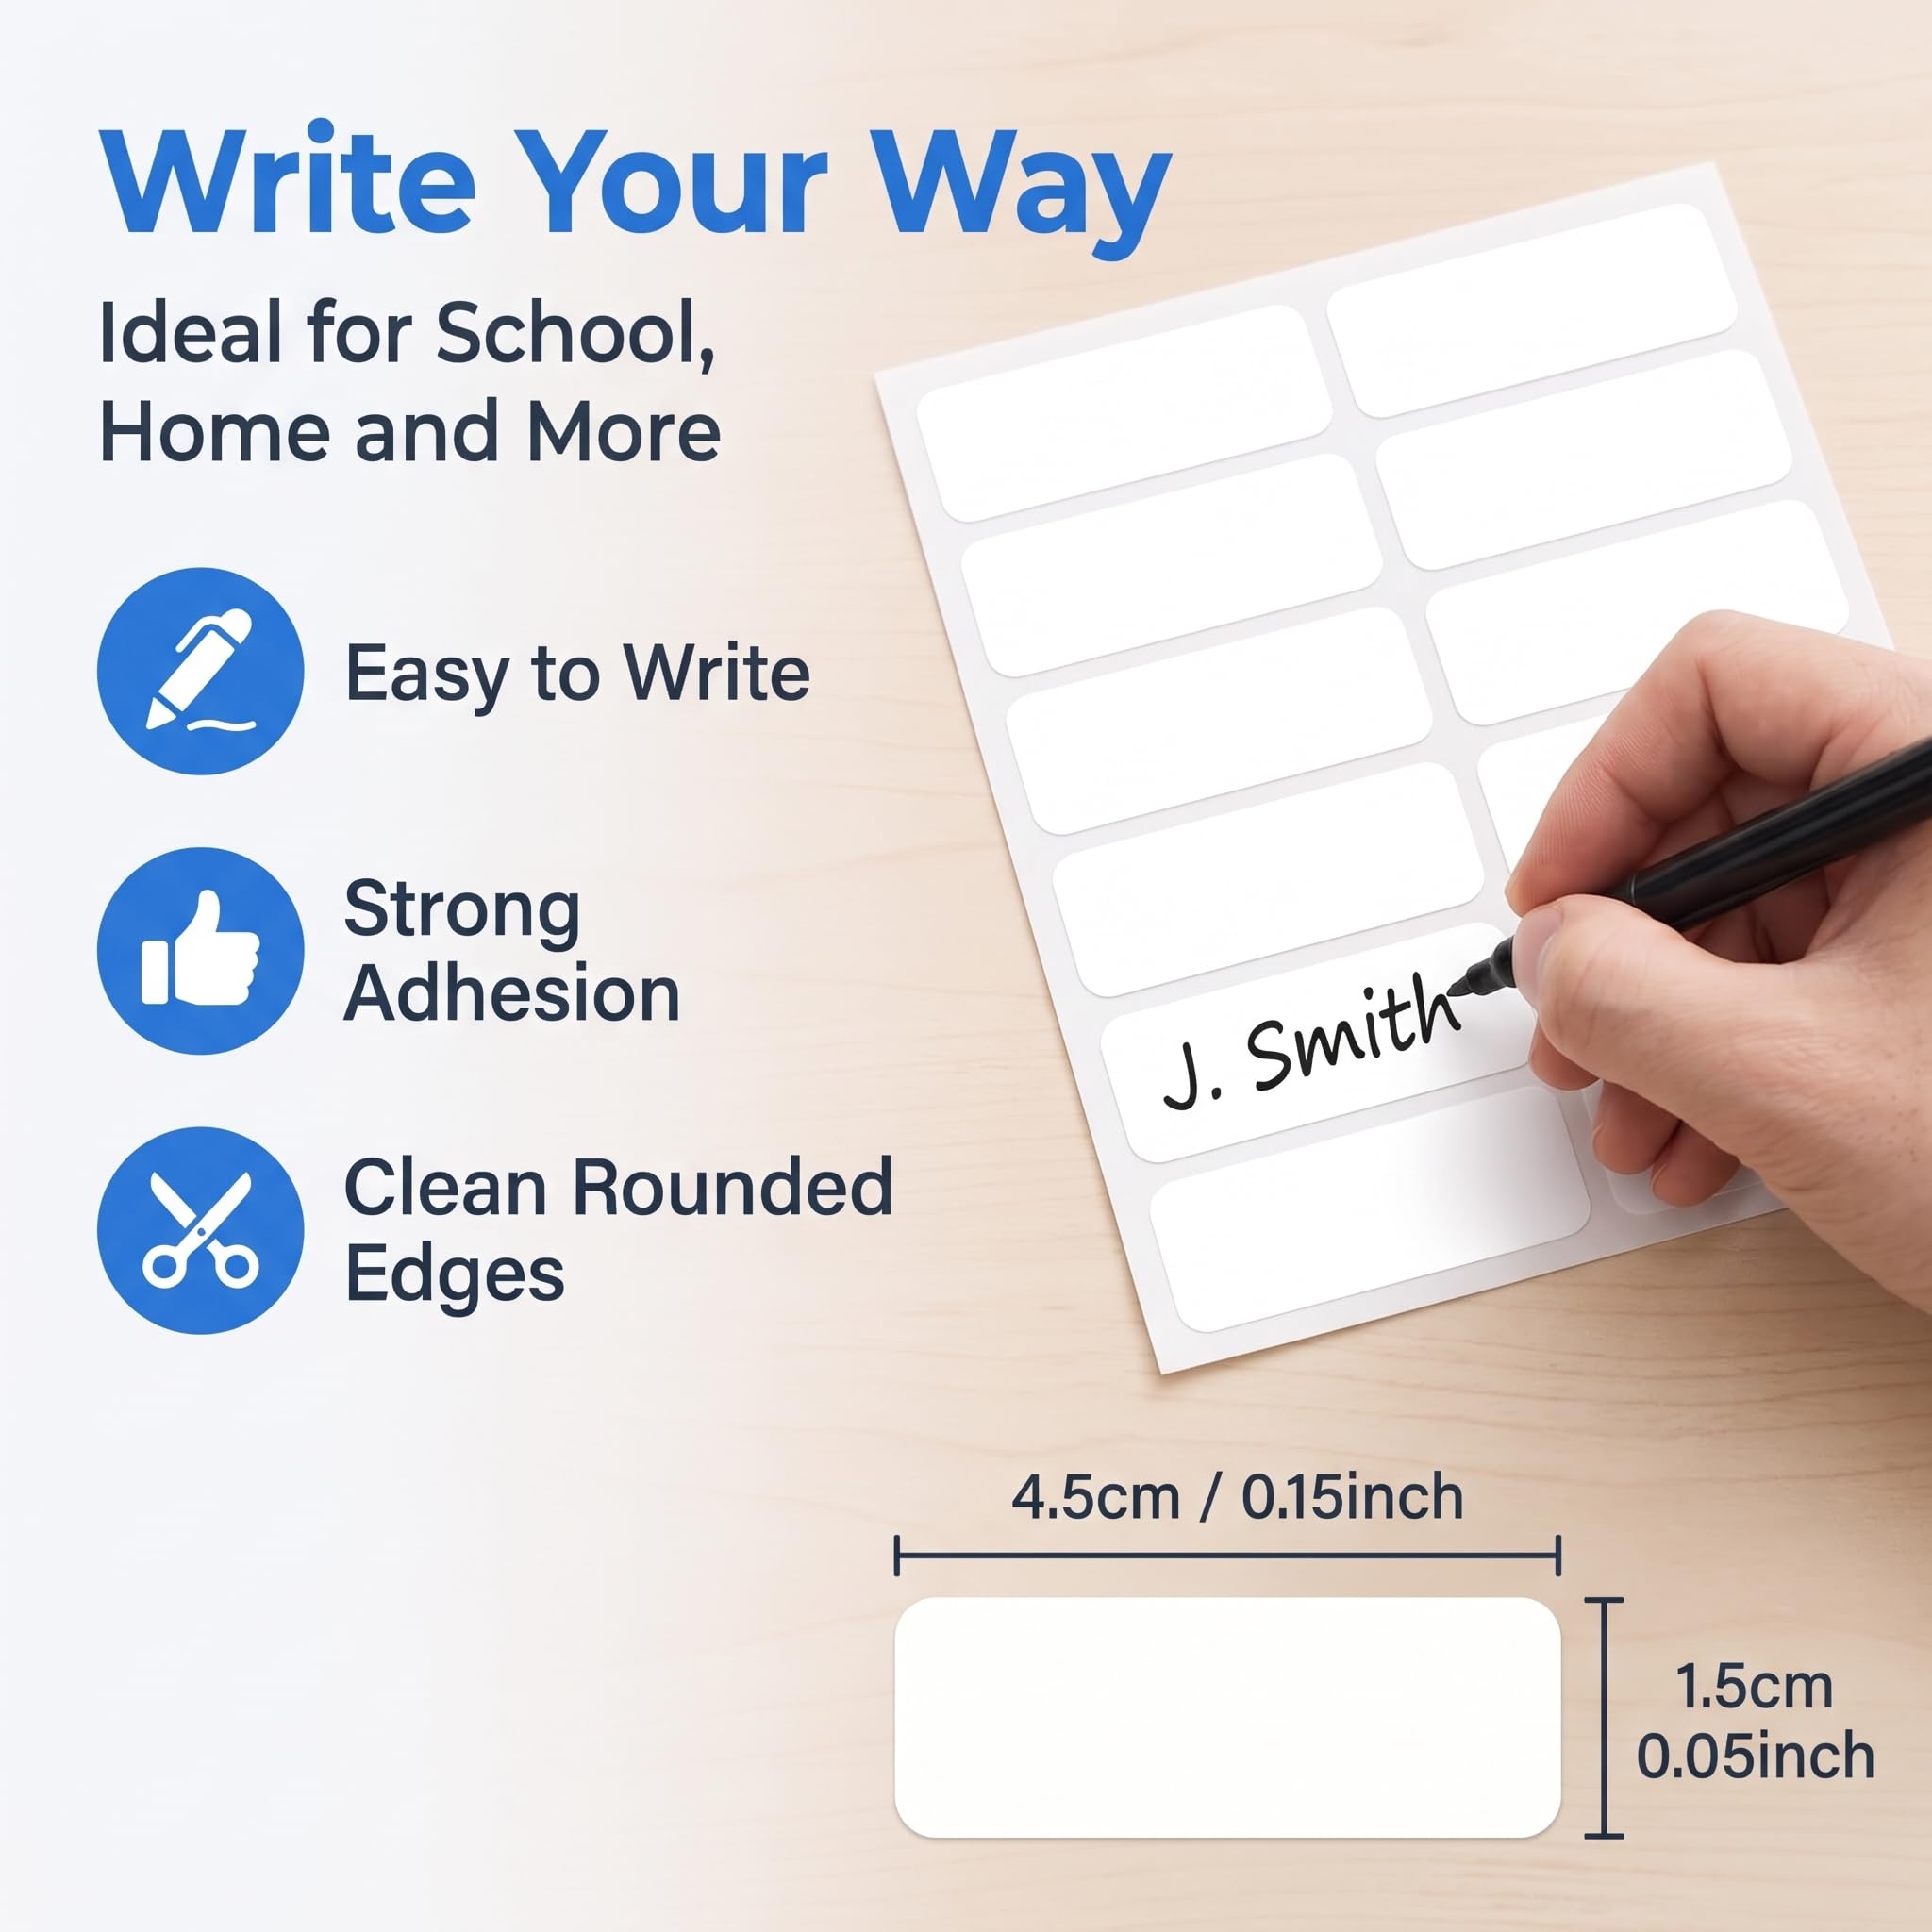 Write Your Way
Ideal for School,
Home and More
Easy to Write
Strong
Adhesion
Clean Rounded
Edges
J. Smith
4.5cm / 0.15inch
1.5cm
0.05inch